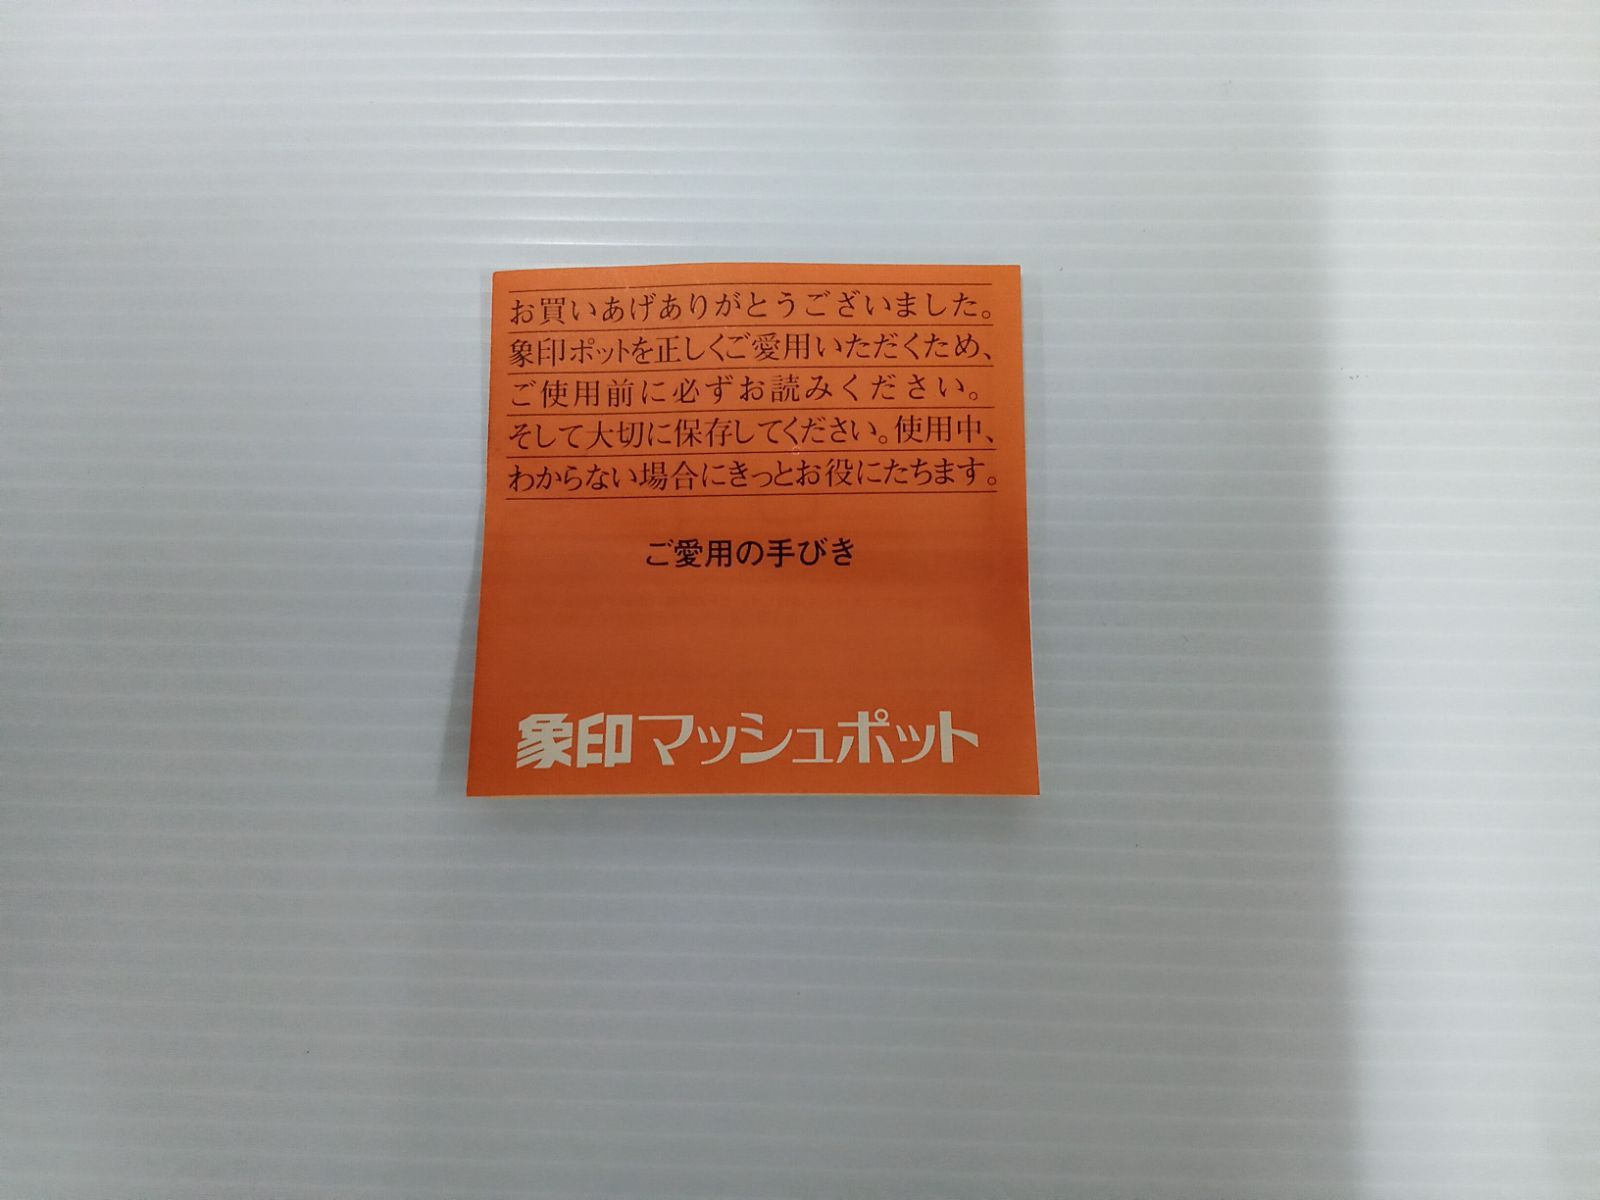 お買いあげありがとうございました。
象印ポットを正しくご愛用いただくため、
ご使用前に必ずお読みください。
そして大切に保存してください。使用中、
わからない場合にきっとお役にたちます。
ご愛用の手びき
象印マッシュポット